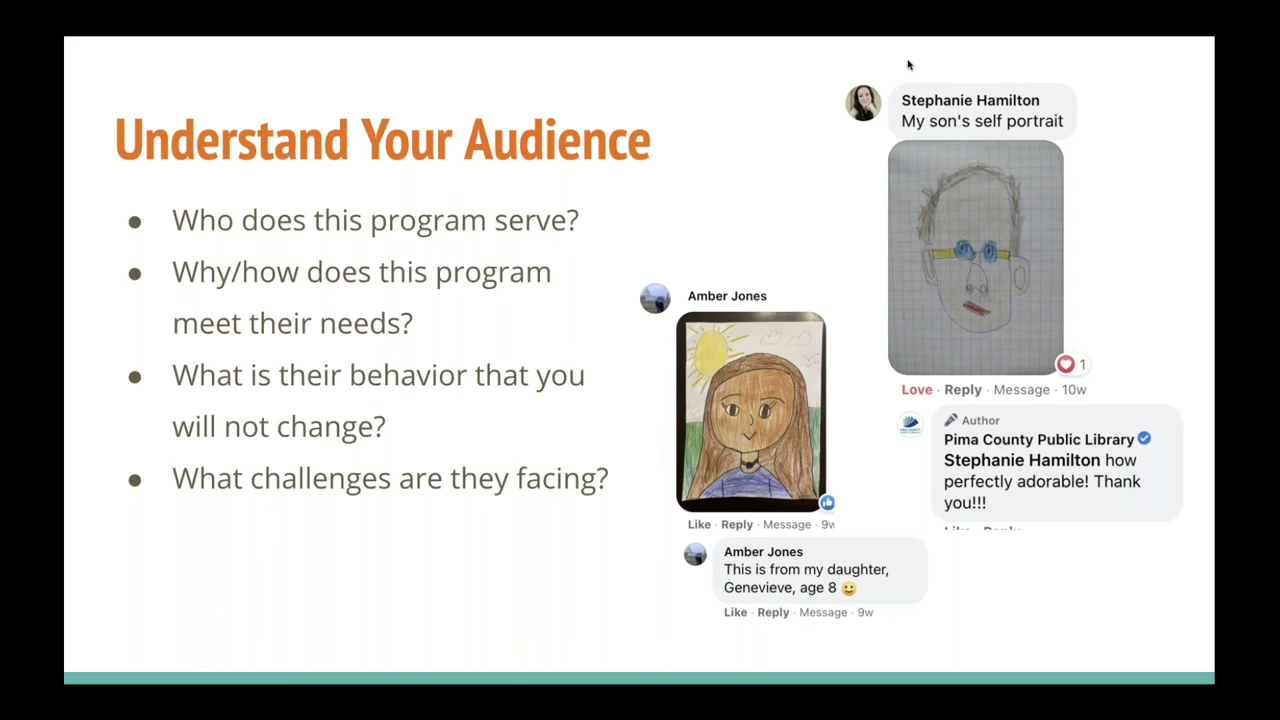 Understand Your Audience
● Who does this program serve?
● Why/how does this program
meet their needs?
● What is their behavior that you
will not change?
● What challenges are they facing?
Stephanie Hamilton
My son's self portrait
1
Love · Reply · Message · 10w
Author
Pima County Public Library
Stephanie Hamilton how
perfectly adorable! Thank
you!!!
Amber Jones
Like · Reply · Message · 9w
Amber Jones
This is from my daughter,
Genevieve, age 8 😀
Like · Reply · Message · 9w